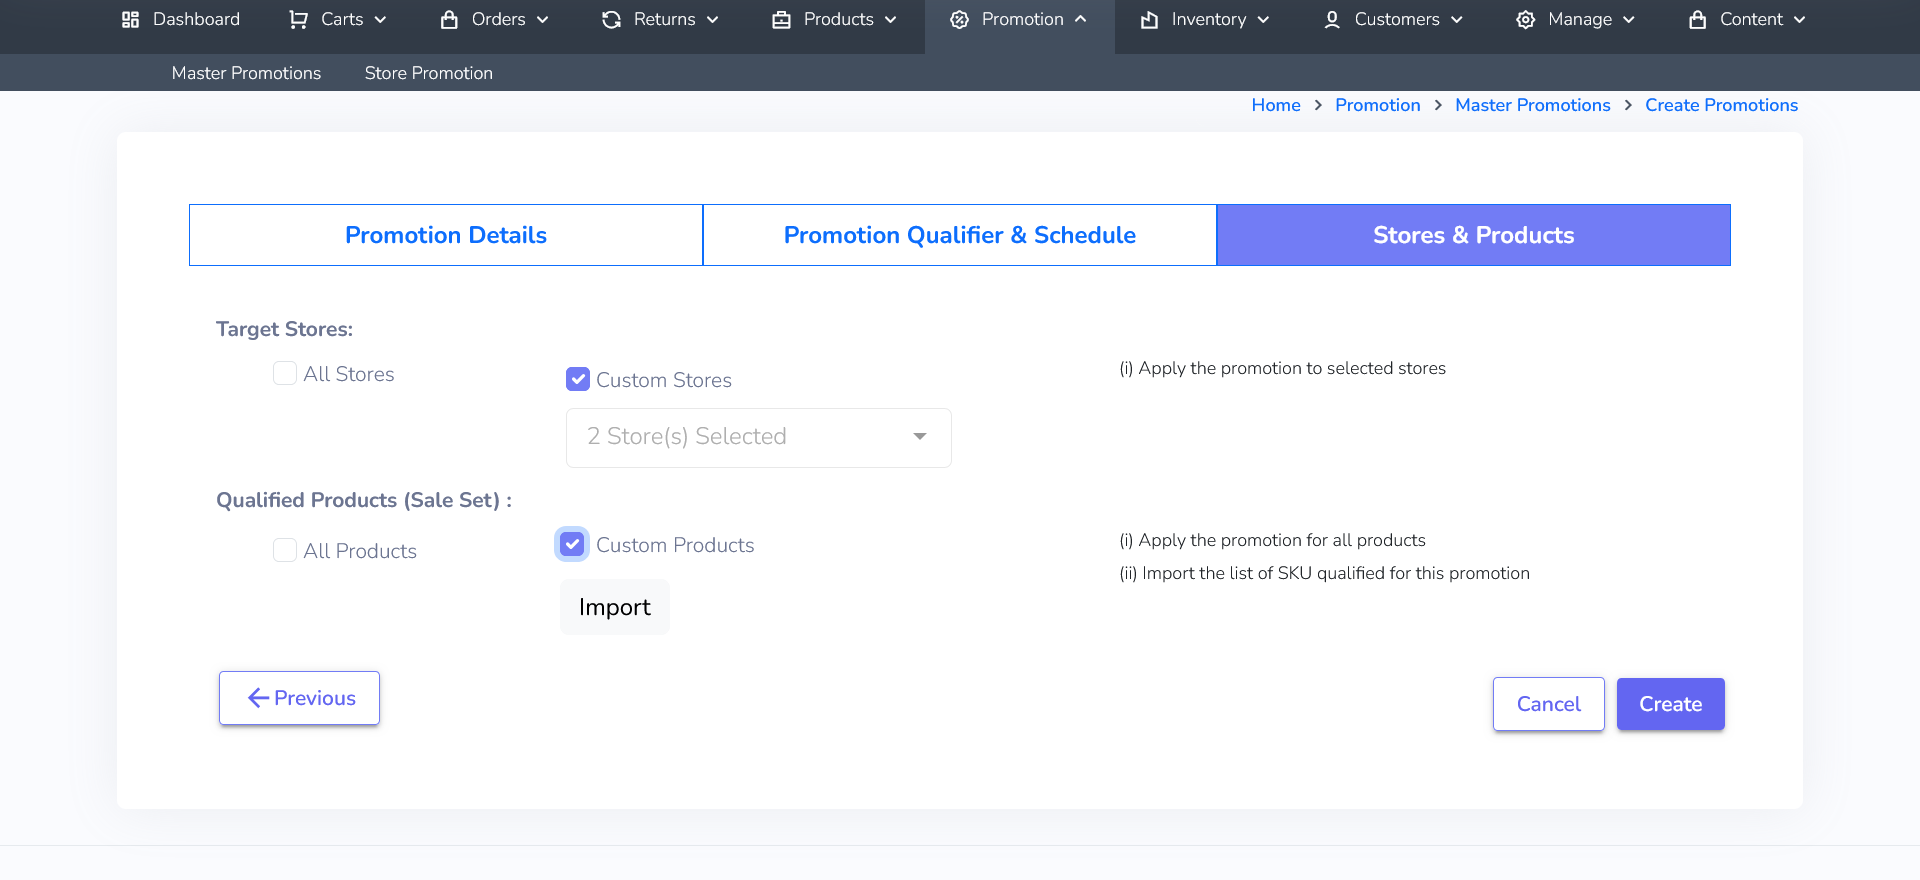 Dashboard Carts Orders Returns Products Promotion Inventory Customers Manage Content
Master Promotions Store Promotion
Home > Promotion > Master Promotions > Create Promotions
Promotion Details Promotion Qualifier & Schedule Stores & Products
Target Stores:
All Stores Custom Stores (i) Apply the promotion to selected stores
2 Store(s) Selected
Qualified Products (Sale Set) :
All Products Custom Products (i) Apply the promotion for all products
(ii) Import the list of SKU qualified for this promotion
Import
Previous Cancel Create